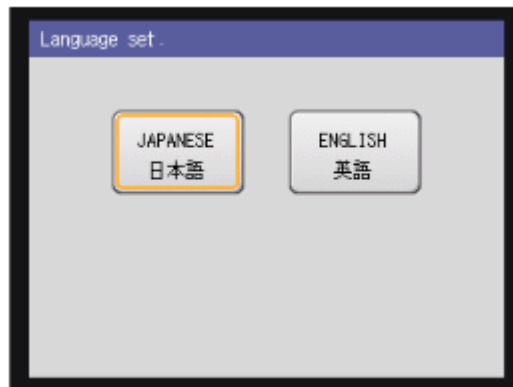 Language set.
JAPANESE
日本語
ENGLISH
英語